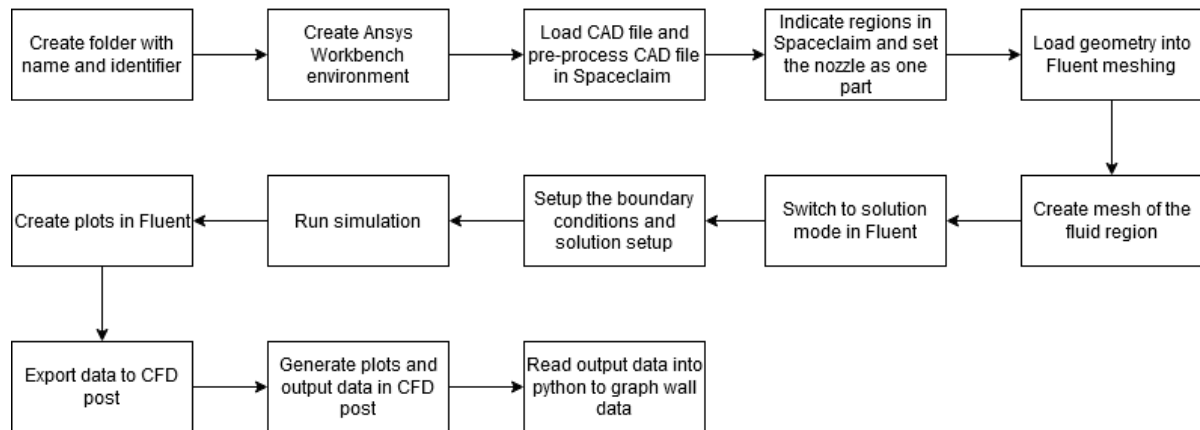 Create folder with
name and identifier
Create Ansys
Workbench
environment
Load CAD file and
pre-process CAD file
in Spaceclaim
Indicate regions in
Spaceclaim and set
the nozzle as one
part
Load geometry into
Fluent meshing
Create mesh of the
fluid region
Switch to solution
mode in Fluent
Setup the boundary
conditions and
solution setup
Run simulation
Create plots in Fluent
Export data to CFD
post
Generate plots and
output data in CFD
post
Read output data into
python to graph wall
data